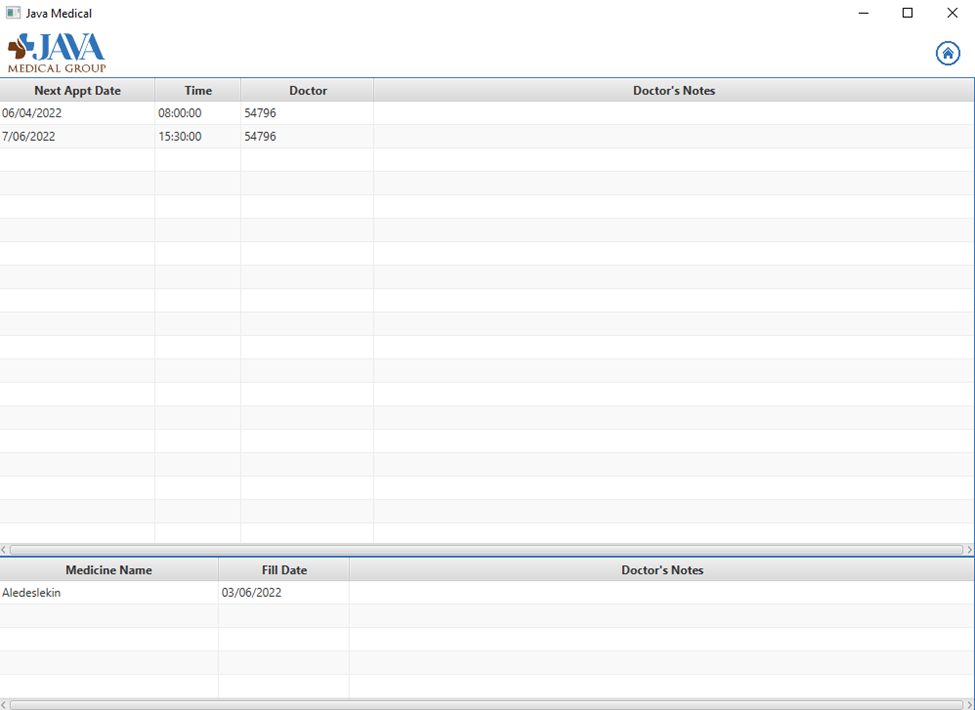 Java Medical
JAVA
MEDICAL GROUP
Next Appt Date Time Doctor Doctor's Notes
06/04/2022 08:00:00 54796
7/06/2022 15:30:00 54796
Medicine Name Fill Date Doctor's Notes
Aledeslekin 03/06/2022